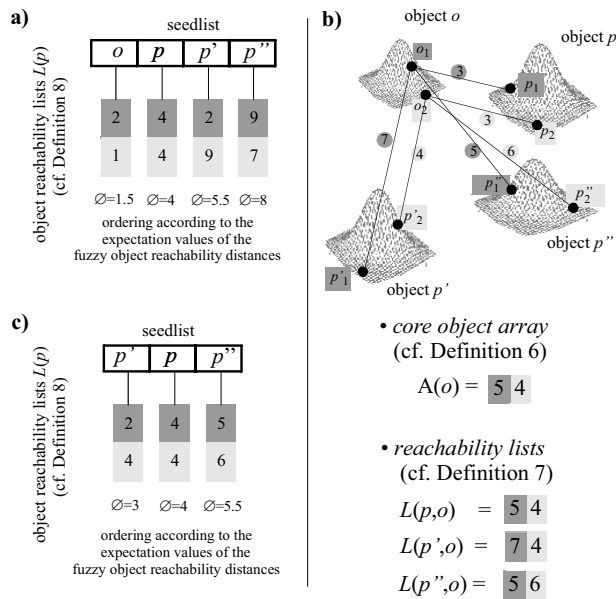 a)
seedlist
o p p' p''
object reachability lists L(p)
(cf. Definition 8)
2 4 2 9
1 4 9 7
∅=1.5 ∅=4 ∅=5.5 ∅=8
ordering according to the
expectation values of the
fuzzy object reachability distances
c)
seedlist
p' p p''
object reachability lists L(p)
(cf. Definition 8)
2 4 5
4 4 6
∅=3 ∅=4 ∅=5.5
ordering according to the
expectation values of the
fuzzy object reachability distances
b)
object o
object p
o1
3
p1
o2
3
p2
7
4
5
6
p1''
p2''
object p''
p'2
p'1
object p'
• core object array
(cf. Definition 6)
A(o) = 5 4
• reachability lists
(cf. Definition 7)
L(p,o) = 5 4
L(p',o) = 7 4
L(p'',o) = 5 6